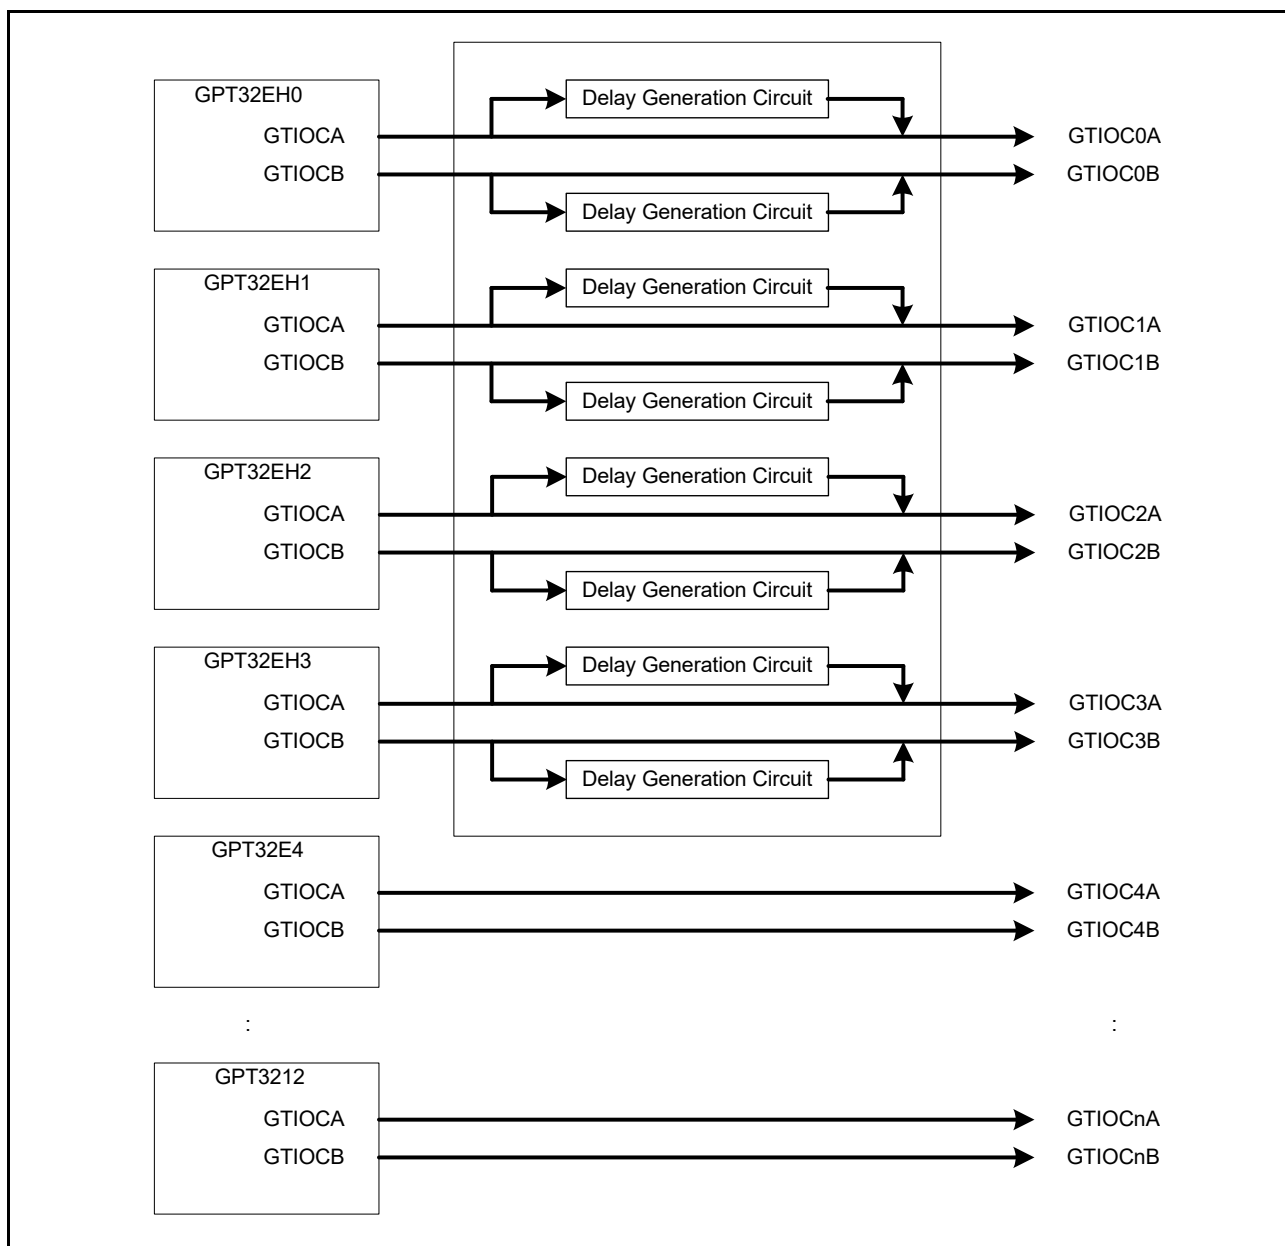 GPT32EH0
Delay Generation Circuit
GTIOCA
GTIOC0A
GTIOCB
GTIOC0B
Delay Generation Circuit
GPT32EH1
Delay Generation Circuit
GTIOCA
GTIOC1A
GTIOCB
GTIOC1B
Delay Generation Circuit
GPT32EH2
Delay Generation Circuit
GTIOCA
GTIOC2A
GTIOCB
GTIOC2B
Delay Generation Circuit
GPT32EH3
Delay Generation Circuit
GTIOCA
GTIOC3A
GTIOCB
GTIOC3B
Delay Generation Circuit
GPT32E4
GTIOCA
GTIOC4A
GTIOCB
GTIOC4B
:
:
GPT3212
GTIOCA
GTIOCnA
GTIOCB
GTIOCnB